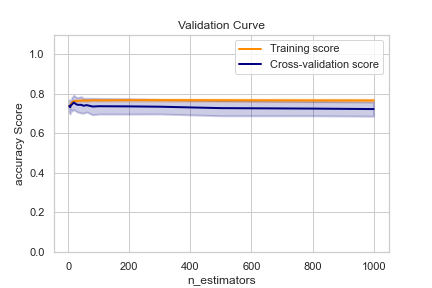 Validation Curve
Training score
Cross-validation score
1.0
0.8
0.6
0.4
0.2
0.0
accuracy Score
0 200 400 600 800 1000
n_estimators